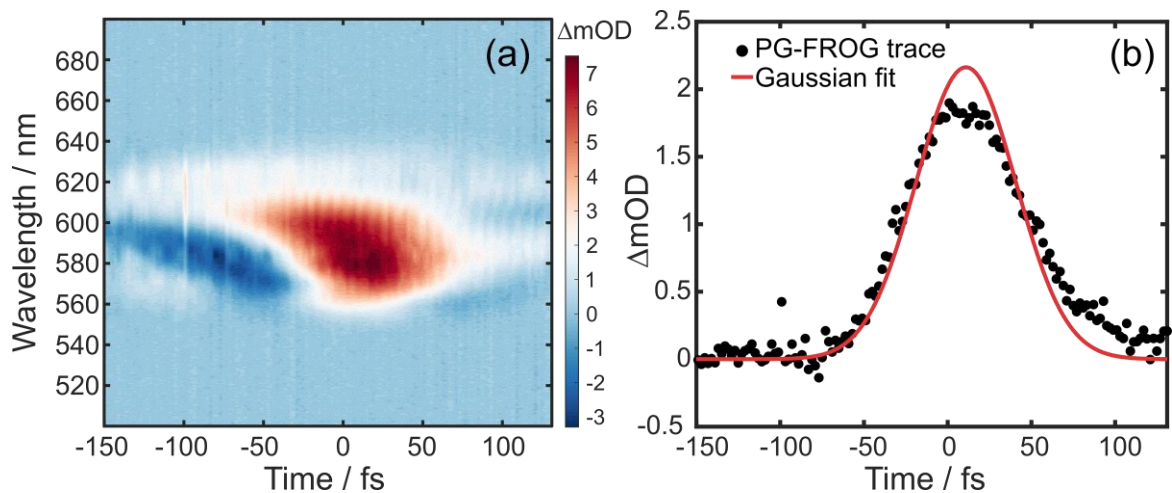 (a)
ΔmOD
Wavelength / nm
680
660
640
620
600
580
560
540
520
-150 -100 -50 0 50 100
Time / fs
7
6
5
4
3
2
1
0
-1
-2
-3
(b)
PG-FROG trace
Gaussian fit
ΔmOD
2.5
2
1.5
1
0.5
0
-0.5
-150 -100 -50 0 50 100
Time / fs